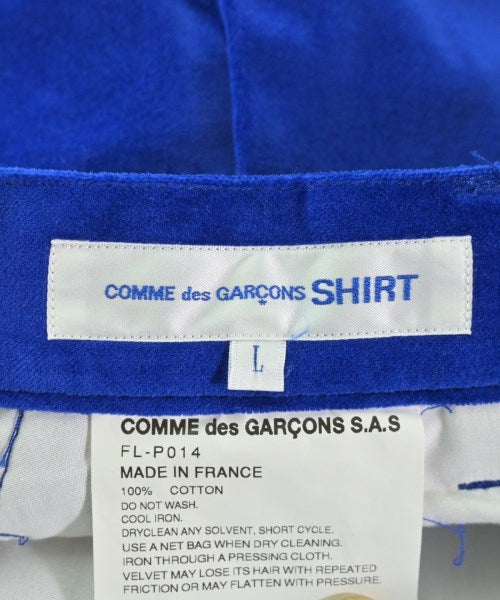 COMME des GARÇONS SHIRT
L
COMME des GARÇONS S.A.S
FL-P014
MADE IN FRANCE
100% COTTON
DO NOT WASH.
COOL IRON.
DRYCLEAN ANY SOLVENT, SHORT CYCLE.
USE A NET BAG WHEN DRY CLEANING.
IRON THROUGH A PRESSING CLOTH.
VELVET MAY LOSE ITS HAIR WITH REPEATED
FRICTION OR MAY FLATTEN WITH PRESSURE.